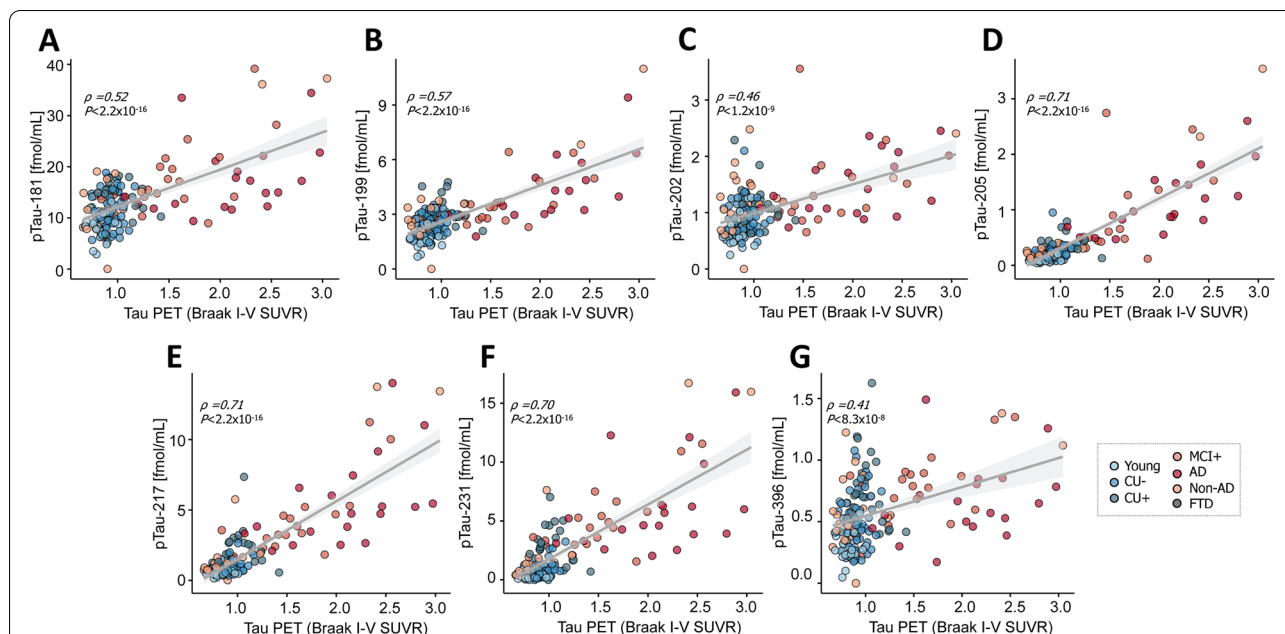 A
pTau-181 [fmol/mL]
40
30
20
10
0
ρ =0.52
P<2.2x10-16
1.0 1.5 2.0 2.5 3.0
Tau PET (Braak I-V SUVR)
B
pTau-199 [fmol/mL]
9
6
3
0
ρ =0.57
P<2.2x10-16
1.0 1.5 2.0 2.5 3.0
Tau PET (Braak I-V SUVR)
C
pTau-202 [fmol/mL]
3
2
1
0
ρ =0.46
P<1.2x10-9
1.0 1.5 2.0 2.5 3.0
Tau PET (Braak I-V SUVR)
D
pTau-205 [fmol/mL]
3
2
1
0
ρ =0.71
P<2.2x10-16
1.0 1.5 2.0 2.5 3.0
Tau PET (Braak I-V SUVR)
E
pTau-217 [fmol/mL]
10
5
0
ρ =0.71
P<2.2x10-16
1.0 1.5 2.0 2.5 3.0
Tau PET (Braak I-V SUVR)
F
pTau-231 [fmol/mL]
15
10
5
0
ρ =0.70
P<2.2x10-16
1.0 1.5 2.0 2.5 3.0
Tau PET (Braak I-V SUVR)
G
pTau-396 [fmol/mL]
1.5
1.0
0.5
0.0
ρ =0.41
P<8.3x10-8
1.0 1.5 2.0 2.5 3.0
Tau PET (Braak I-V SUVR)
Young
CU-
CU+
MCI+
AD
Non-AD
FTD